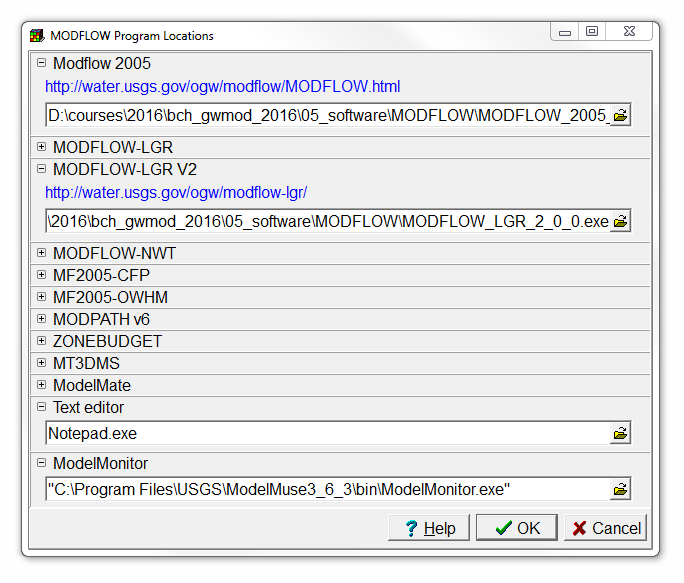 MODFLOW Program Locations
Modflow 2005
http://water.usgs.gov/ogw/modflow/MODFLOW.html
D:\courses\2016\bch_gwmod_2016\05_software\MODFLOW\MODFLOW_2005_
MODFLOW-LGR
MODFLOW-LGR V2
http://water.usgs.gov/ogw/modflow-lgr/
\2016\bch_gwmod_2016\05_software\MODFLOW\MODFLOW_LGR_2_0_0.exe
MODFLOW-NWT
MF2005-CFP
MF2005-OWHM
MODPATH v6
ZONEBUDGET
MT3DMS
ModelMate
Text editor
Notepad.exe
ModelMonitor
"C:\Program Files\USGS\ModelMuse3_6_3\bin\ModelMonitor.exe"
Help OK Cancel